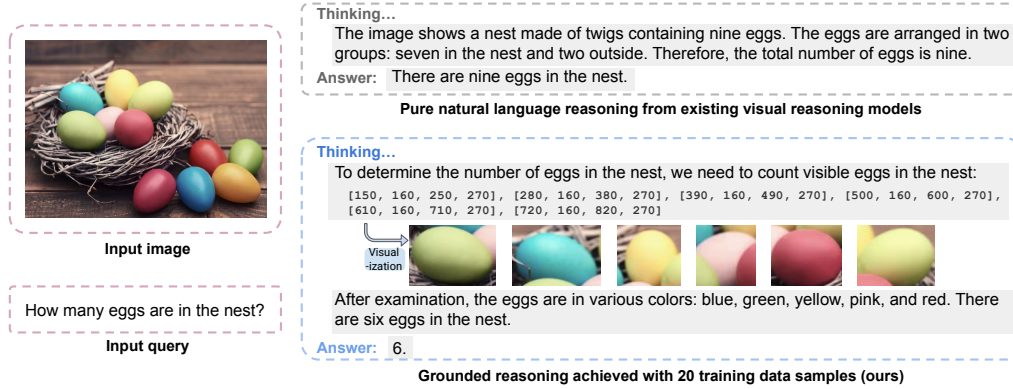 Thinking...
The image shows a nest made of twigs containing nine eggs. The eggs are arranged in two
groups: seven in the nest and two outside. Therefore, the total number of eggs is nine.
Answer: There are nine eggs in the nest.
Pure natural language reasoning from existing visual reasoning models
Input image
How many eggs are in the nest?
Input query
Thinking...
To determine the number of eggs in the nest, we need to count visible eggs in the nest:
[150, 160, 250, 270], [280, 160, 380, 270], [390, 160, 490, 270], [500, 160, 600, 270],
[610, 160, 710, 270], [720, 160, 820, 270]
Visual
-ization
After examination, the eggs are in various colors: blue, green, yellow, pink, and red. There
are six eggs in the nest.
Answer: 6.
Grounded reasoning achieved with 20 training data samples (ours)